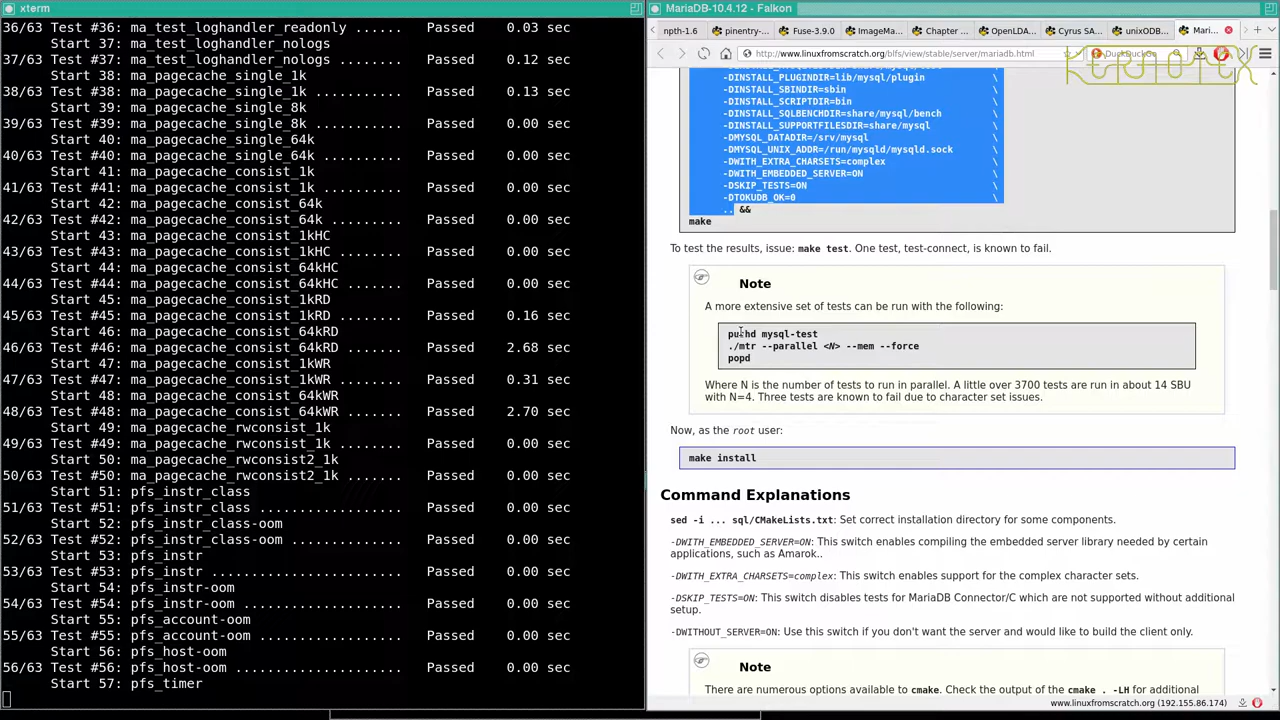 xterm
36/63 Test #36: ma_test_loghandler_readonly ...... Passed 0.03 sec
Start 37: ma_test_loghandler_nologs
37/63 Test #37: ma_test_loghandler_nologs ........ Passed 0.12 sec
Start 38: ma_pagecache_single_1k
38/63 Test #38: ma_pagecache_single_1k ........... Passed 0.13 sec
Start 39: ma_pagecache_single_8k
39/63 Test #39: ma_pagecache_single_8k ........... Passed 0.00 sec
Start 40: ma_pagecache_single_64k
40/63 Test #40: ma_pagecache_single_64k .......... Passed 0.00 sec
Start 41: ma_pagecache_consist_1k
41/63 Test #41: ma_pagecache_consist_1k .......... Passed 0.00 sec
Start 42: ma_pagecache_consist_64k
42/63 Test #42: ma_pagecache_consist_64k ......... Passed 0.00 sec
Start 43: ma_pagecache_consist_1kHC
43/63 Test #43: ma_pagecache_consist_1kHC ........ Passed 0.00 sec
Start 44: ma_pagecache_consist_64kHC
44/63 Test #44: ma_pagecache_consist_64kHC ....... Passed 0.00 sec
Start 45: ma_pagecache_consist_1kRD
45/63 Test #45: ma_pagecache_consist_1kRD ........ Passed 0.16 sec
Start 46: ma_pagecache_consist_64kRD
46/63 Test #46: ma_pagecache_consist_64kRD ....... Passed 2.68 sec
Start 47: ma_pagecache_consist_1kWR
47/63 Test #47: ma_pagecache_consist_1kWR ........ Passed 0.31 sec
Start 48: ma_pagecache_consist_64kWR
48/63 Test #48: ma_pagecache_consist_64kWR ....... Passed 2.70 sec
Start 49: ma_pagecache_rwconsist_1k
49/63 Test #49: ma_pagecache_rwconsist_1k ........ Passed 0.00 sec
Start 50: ma_pagecache_rwconsist2_1k
50/63 Test #50: ma_pagecache_rwconsist2_1k ....... Passed 0.00 sec
Start 51: pfs_instr_class
51/63 Test #51: pfs_instr_class .................. Passed 0.00 sec
Start 52: pfs_instr_class-oom
52/63 Test #52: pfs_instr_class-oom .............. Passed 0.00 sec
Start 53: pfs_instr
53/63 Test #53: pfs_instr ........................ Passed 0.00 sec
Start 54: pfs_instr-oom
54/63 Test #54: pfs_instr-oom .................... Passed 0.00 sec
Start 55: pfs_account-oom
55/63 Test #55: pfs_account-oom .................. Passed 0.00 sec
Start 56: pfs_host-oom
56/63 Test #56: pfs_host-oom ..................... Passed 0.00 sec
Start 57: pfs_timer
MariaDB-10.4.12 - Falkon
npth-1.6 pinentry-... Fuse-3.9.0 ImageMa... Chapter ... OpenLDA... Cyrus SA... unixODB... Mari...
http://www.linuxfromscratch.org/blfs/view/stable/server/mariadb.html
KERNOTEX
-DINSTALL_PLUGINDIR=lib/mysql/plugin \
-DINSTALL_SBINDIR=sbin \
-DINSTALL_SCRIPTDIR=bin \
-DINSTALL_SQLBENCHDIR=share/mysql/bench \
-DINSTALL_SUPPORTFILESDIR=share/mysql \
-DMYSQL_DATADIR=/srv/mysql \
-DMYSQL_UNIX_ADDR=/run/mysqld/mysqld.sock \
-DWITH_EXTRA_CHARSETS=complex \
-DWITH_EMBEDDED_SERVER=ON \
-DSKIP_TESTS=ON \
-DTOKUDB_OK=0 \
.. &&
make
To test the results, issue: make test. One test, test-connect, is known to fail.
Note
A more extensive set of tests can be run with the following:
pushd mysql-test
./mtr --parallel <N> --mem --force
popd
Where N is the number of tests to run in parallel. A little over 3700 tests are run in about 14 SBU
with N=4. Three tests are known to fail due to character set issues.
Now, as the root user:
make install
Command Explanations
sed -i ... sql/CMakeLists.txt: Set correct installation directory for some components.
-DWITH_EMBEDDED_SERVER=ON: This switch enables compiling the embedded server library needed by certain
applications, such as Amarok..
-DWITH_EXTRA_CHARSETS=complex: This switch enables support for the complex character sets.
-DSKIP_TESTS=ON: This switch disables tests for MariaDB Connector/C which are not supported without additional
setup.
-DWITHOUT_SERVER=ON: Use this switch if you don't want the server and would like to build the client only.
Note
There are numerous options available to cmake. Check the output of the cmake . -LH for additional
www.linuxfromscratch.org (192.155.86.174)